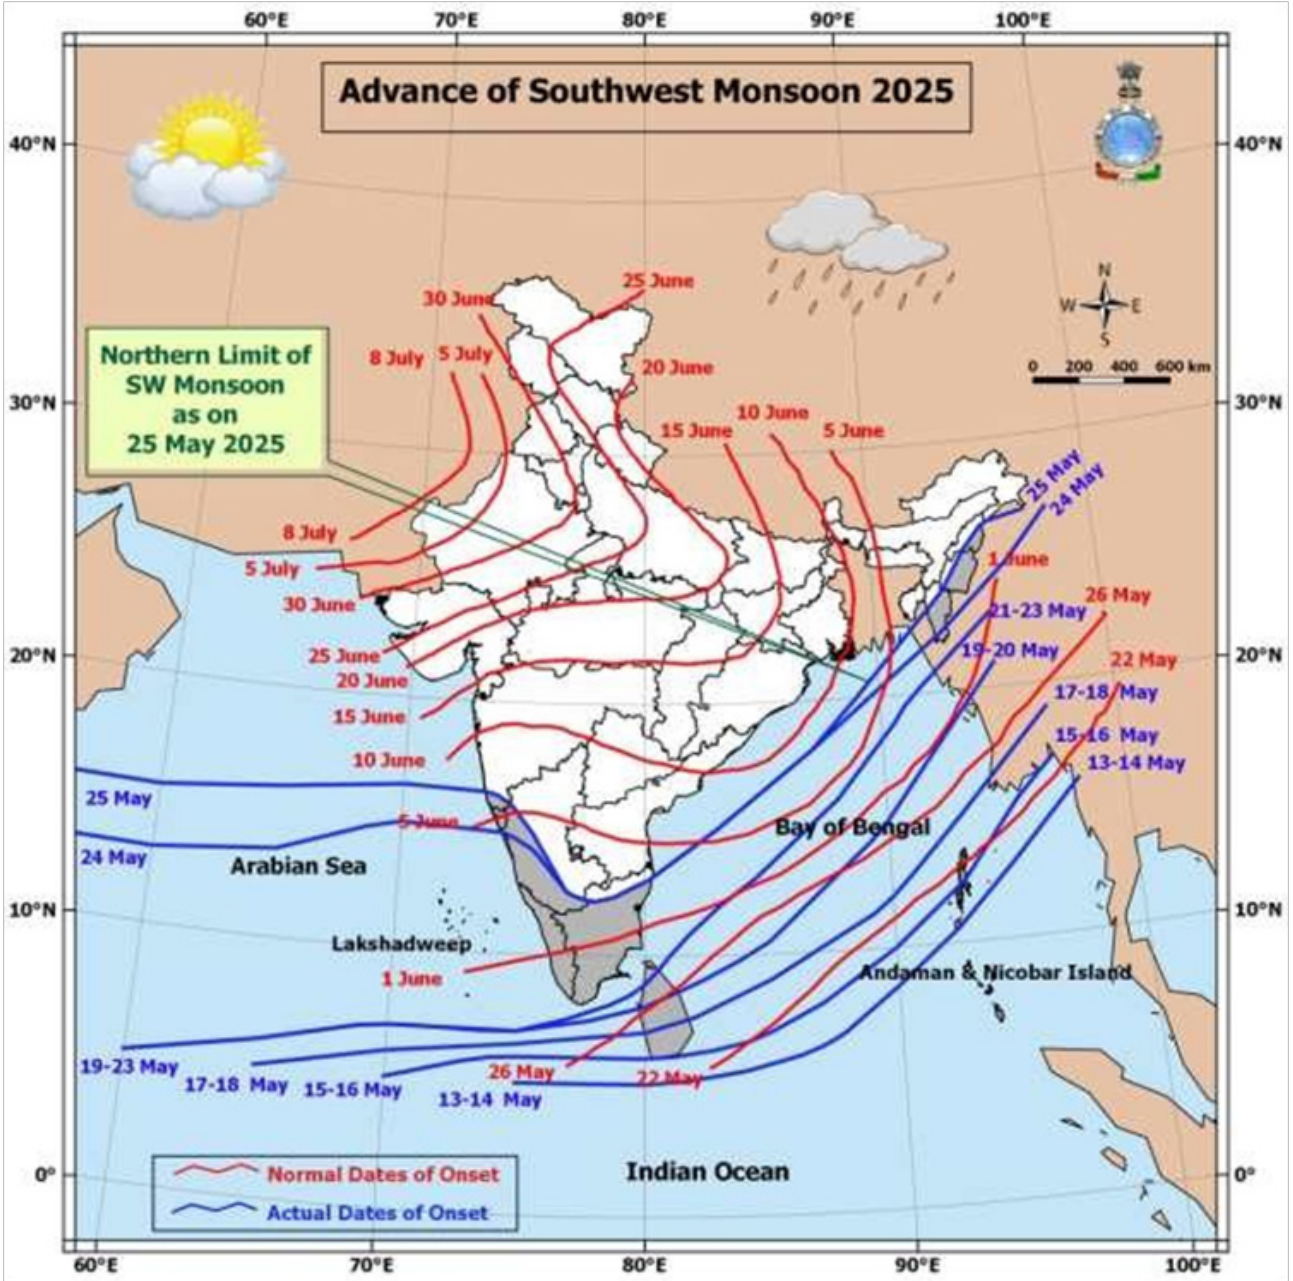 60°E 70°E 80°E 90°E 100°E
Advance of Southwest Monsoon 2025
40°N 40°N
N
W E
S
0 200 400 600 km
25 June
30 June
Northern Limit of
SW Monsoon
as on
25 May 2025
8 July 5 July
20 June
30°N 30°N
10 June
15 June 5 June
25 May
24 May
8 July
5 July
1 June
30 June
26 May
21-23 May
19-20 May
20°N 20°N
25 June
22 May
20 June
17-18 May
15 June
15-16 May
10 June
13-14 May
25 May
5 June
Bay of Bengal
24 May
Arabian Sea
10°N 10°N
Lakshadweep
1 June
Andaman & Nicobar Island
19-23 May
17-18 May
15-16 May
26 May
22 May
13-14 May
0° 0°
Indian Ocean
Normal Dates of Onset
Actual Dates of Onset
60°E 70°E 80°E 90°E 100°E